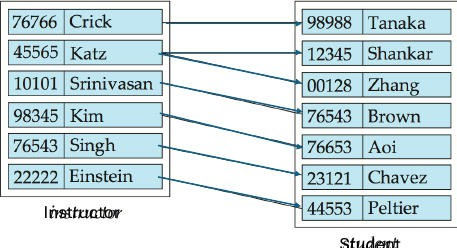 76766 Crick
45565 Katz
10101 Srinivasan
98345 Kim
76543 Singh
22222 Einstein
Instructor
98988 Tanaka
12345 Shankar
00128 Zhang
76543 Brown
76653 Aoi
23121 Chavez
44553 Peltier
Student